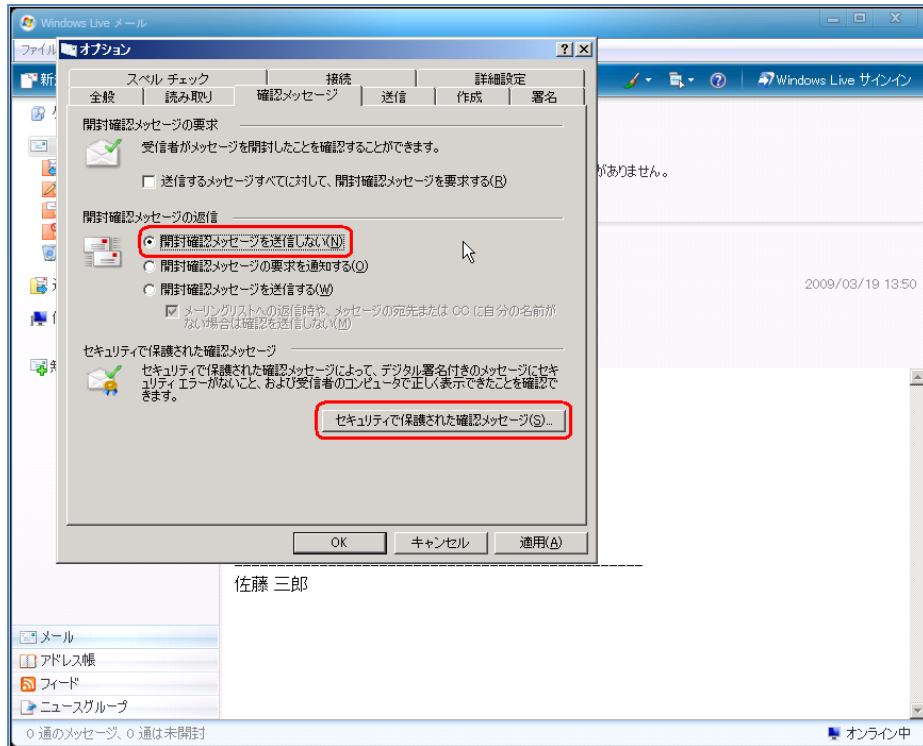 Windows Live メール
ファイル
オプション
新
Windows Live サインイン
スペル チェック
接続
詳細設定
全般
読み取り
確認メッセージ
送信
作成
署名
開封確認メッセージの要求
受信者がメッセージを開封したことを確認することができます。
送信するメッセージすべてに対して、開封確認メッセージを要求する(R)
がありません。
開封確認メッセージの返信
開封確認メッセージを送信しない(N)
開封確認メッセージの要求を通知する(O)
開封確認メッセージを送信する(W)
メーリングリストへの返信時や、メッセージの宛先または CC に自分の名前が
ない場合は確認を送信しない(M)
2009/03/19 13:50
セキュリティで保護された確認メッセージ
セキュリティで保護された確認メッセージによって、デジタル署名付きのメッセージにセキ
ュリティ エラーがないこと、および受信者のコンピュータで正しく表示できたことを確認で
きます。
セキュリティで保護された確認メッセージ(S)...
OK
キャンセル
適用(A)
佐藤 三郎
メール
アドレス帳
フィード
ニュースグループ
0 通のメッセージ、0 通は未開封
オンライン中